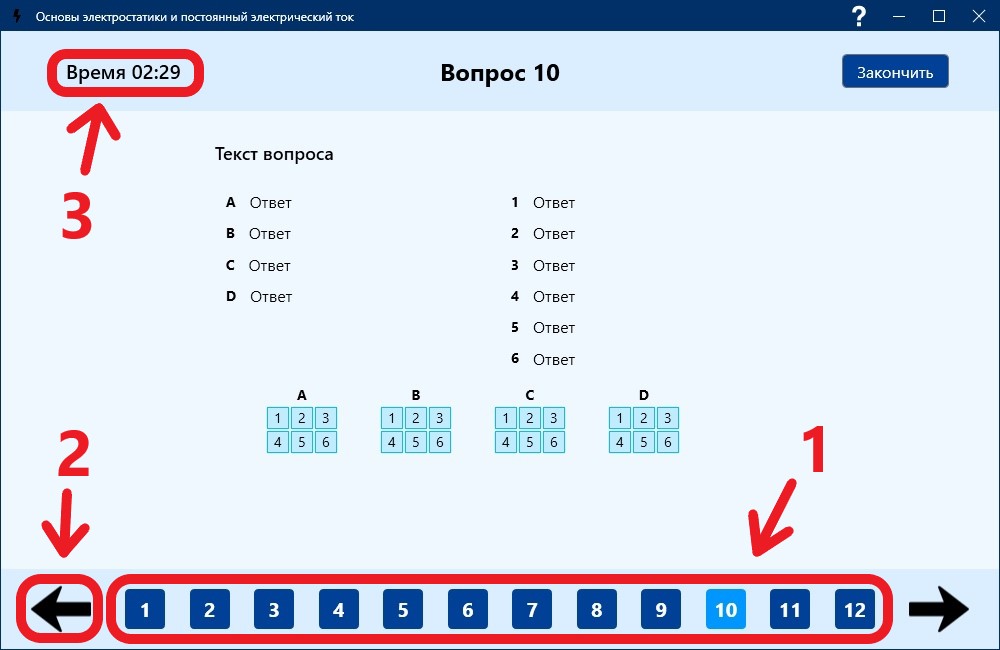 Основы электростатики и постоянный электрический ток ?
Время 02:29 Вопрос 10 Закончить
3
Текст вопроса
A Ответ 1 Ответ
B Ответ 2 Ответ
C Ответ 3 Ответ
D Ответ 4 Ответ
5 Ответ
6 Ответ
A B C D
1 2 3 1 2 3 1 2 3 1 2 3
4 5 6 4 5 6 4 5 6 4 5 6
2 1
1 2 3 4 5 6 7 8 9 10 11 12